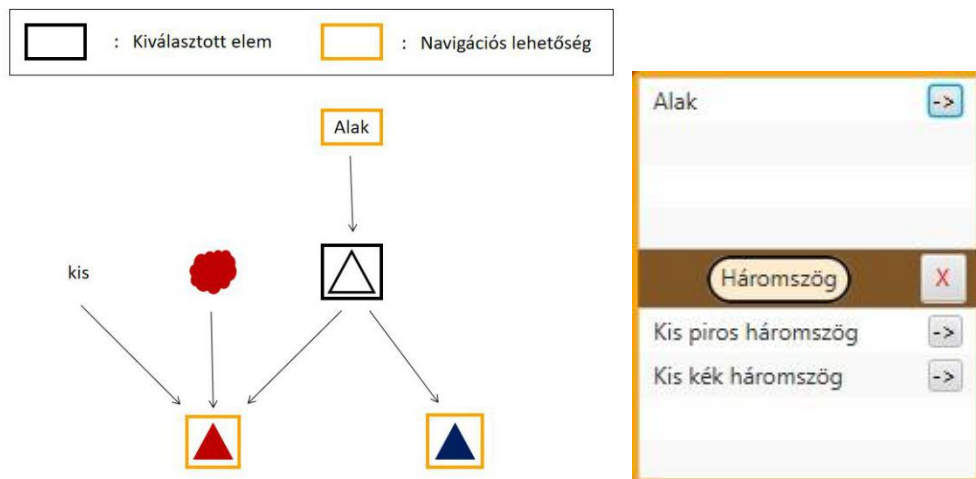 : Kiválasztott elem
: Navigációs lehetőség
Alak
kis
Alak ->
Háromszög X
Kis piros háromszög ->
Kis kék háromszög ->